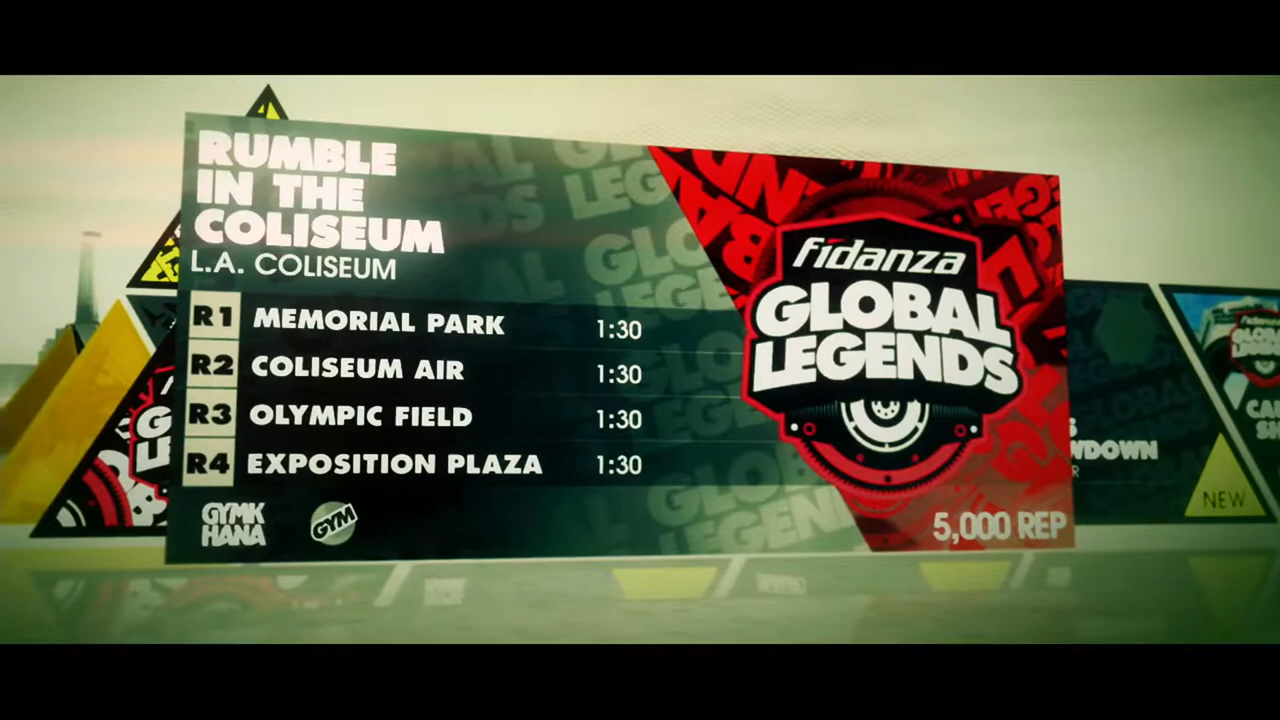 RUMBLE
IN THE
COLISEUM
L.A. COLISEUM
R1 MEMORIAL PARK 1:30
R2 COLISEUM AIR 1:30
R3 OLYMPIC FIELD 1:30
R4 EXPOSITION PLAZA 1:30
GYMK
HANA
GYM
fidanza
GLOBAL
LEGENDS
5,000 REP
NEW